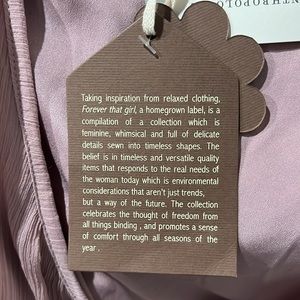 NTHROPOLO
Taking inspiration from relaxed clothing,
Forever that girl, a homegrown label, is a
compilation of a collection which is
feminine, whimsical and full of delicate
details sewn into timeless shapes. The
belief is in timeless and versatile quality
items that responds to the real needs of
the woman today which is environmental
considerations that aren't just trends,
but a way of the future. The collection
celebrates the thought of freedom from
all things binding , and promotes a sense
of comfort through all seasons of the
year .